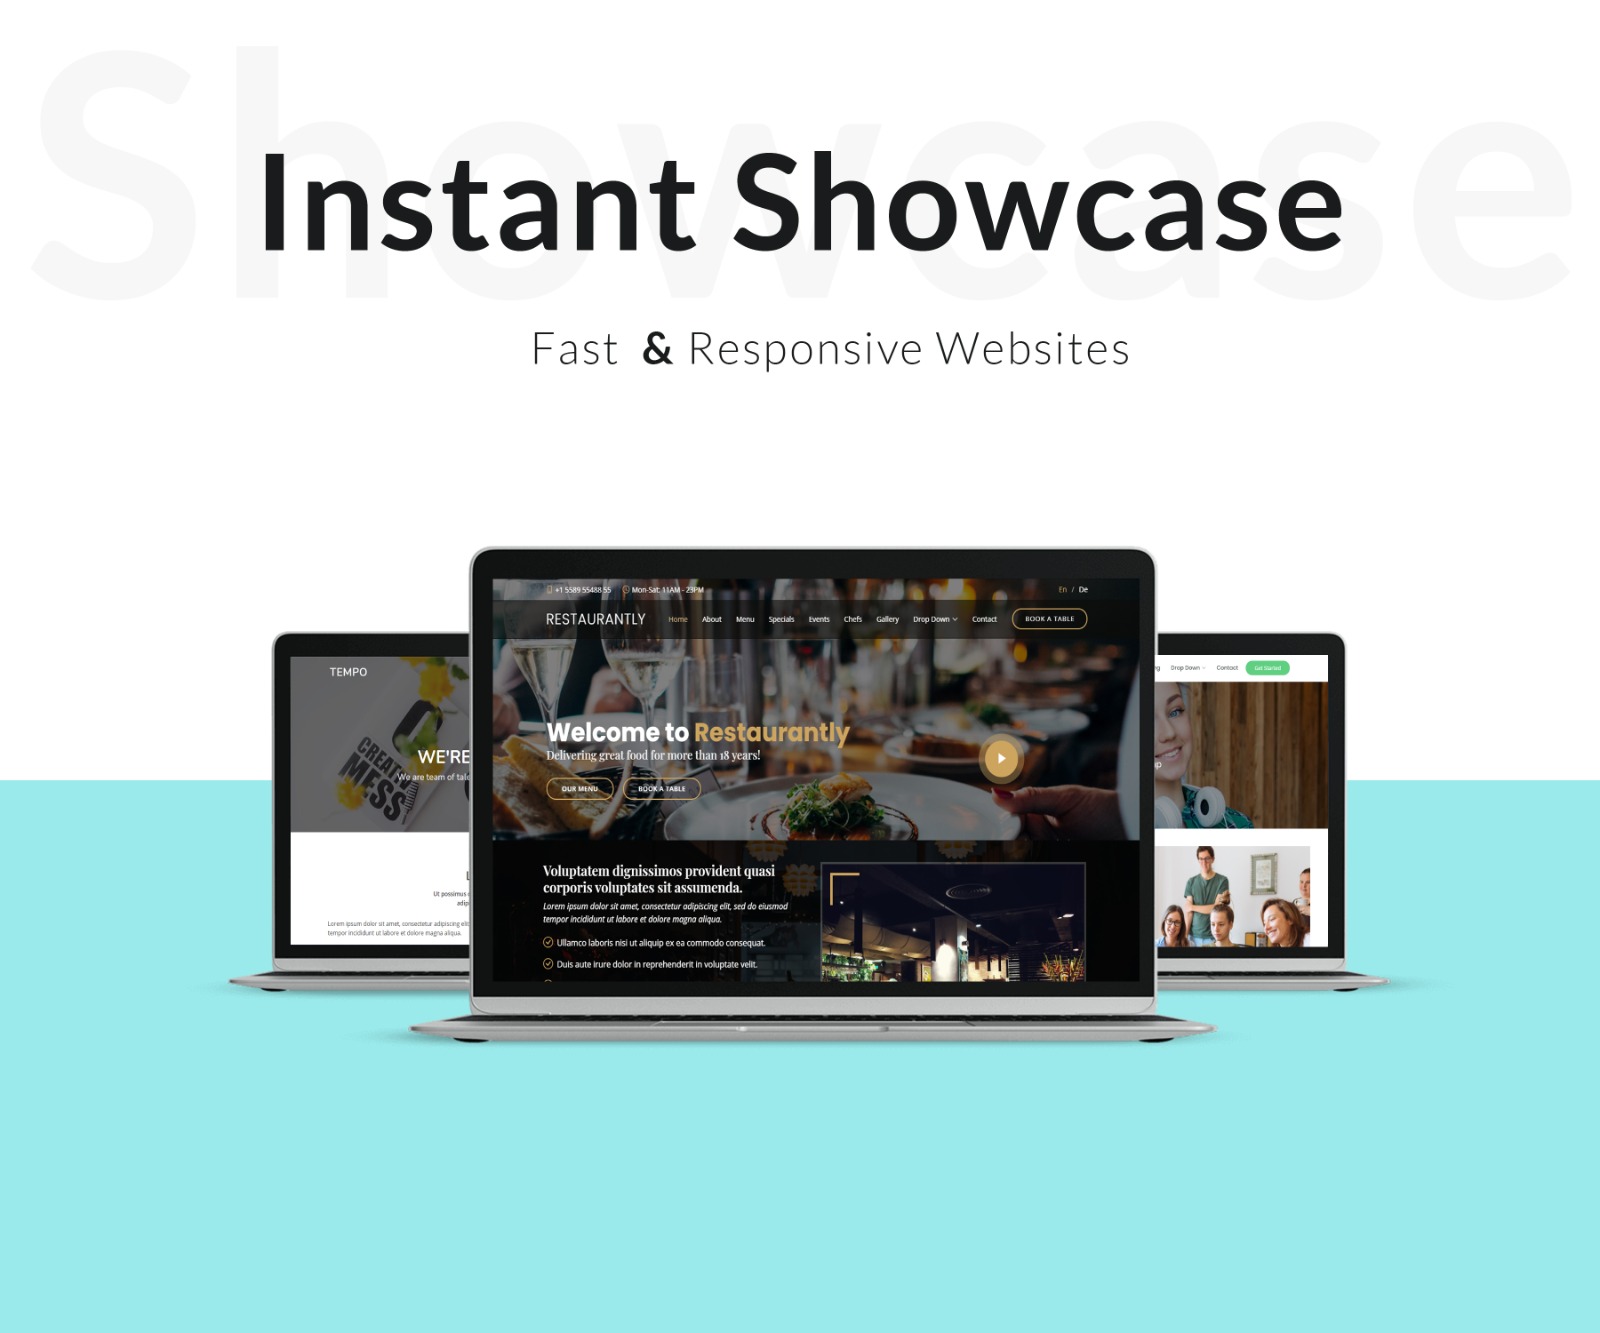 Showcase
Instant Showcase
Fast & Responsive Websites
+1 5589 55488 55 Mon-Sat: 11AM - 23PM
En / De
RESTAURANTLY Home About Menu Specials Events Chefs Gallery Drop Down Contact BOOK A TABLE
Welcome to Restaurantly
Delivering great food for more than 18 years!
OUR MENU BOOK A TABLE
Voluptatem dignissimos provident quasi
corporis voluptates sit assumenda.
Lorem ipsum dolor sit amet, consectetur adipiscing elit, sed do eiusmod
tempor incididunt ut labore et dolore magna aliqua.
Ullamco laboris nisi ut aliquip ex ea commodo consequat.
Duis aute irure dolor in reprehenderit in voluptate velit.
TEMPO
CREATE
MESS
WE'RE
We are team of tale
Ut possimus
adip
Lorem ipsum dolor sit amet, consectetur adipiscing elit
tempor incididunt ut labore et dolore magna aliqua.
Drop Down Contact Get Started